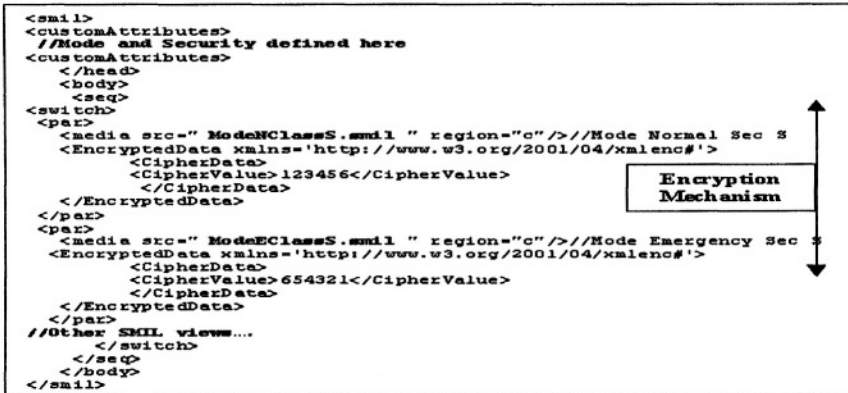 <smil>
<customAttributes>
//Mode and Security defined here
<customAttributes>
</head>
<body>
<seq>
<switch>
<par>
<media src=" ModeNClassS.smil " region="c"/>//Mode Normal Sec S
<EncryptedData xmlns='http://www.w3.org/2001/04/xmlenc#'>
<CipherData>
<CipherValue>123456</CipherValue>
</CipherData>
</EncryptedData>
</par>
<par>
<media src=" ModeEClassS.smil " region="c"/>//Mode Emergency Sec S
<EncryptedData xmlns='http://www.w3.org/2001/04/xmlenc#'>
<CipherData>
<CipherValue>654321</CipherValue>
</CipherData>
</EncryptedData>
</par>
//Other SMIL views....
</switch>
</seq>
</body>
</smil>
Encryption
Mechanism